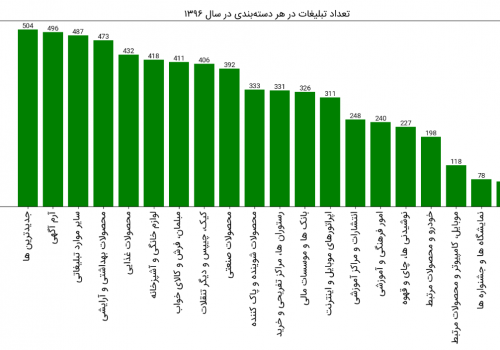 تعداد تبلیغات در هر دسته‌بندی در سال ۱۳۹۶
504
496
487
473
432
418
411
406
392
333
331
326
311
248
240
227
198
118
78
جدیدترین ها
آرم آگهی
سایر موارد تبلیغاتی
محصولات بهداشتی و آرایشی
محصولات غذایی
لوازم خانگی و آشپزخانه
مبلمان، فرش و کالای خواب
کیک، چیپس و دیگر تنقلات
محصولات صنعتی
محصولات شوینده و پاک کننده
رستوران ها، مراکز تفریحی و خرید
بانک ها و موسسات مالی
اپراتورهای موبایل و اینترنت
انتشارات و مراکز آموزشی
امور فرهنگی و آموزشی
نوشیدنی ها، چای و قهوه
خودرو و محصولات مرتبط
موبایل، کامپیوتر و محصولات مرتبط
نمایشگاه ها و جشنواره ها